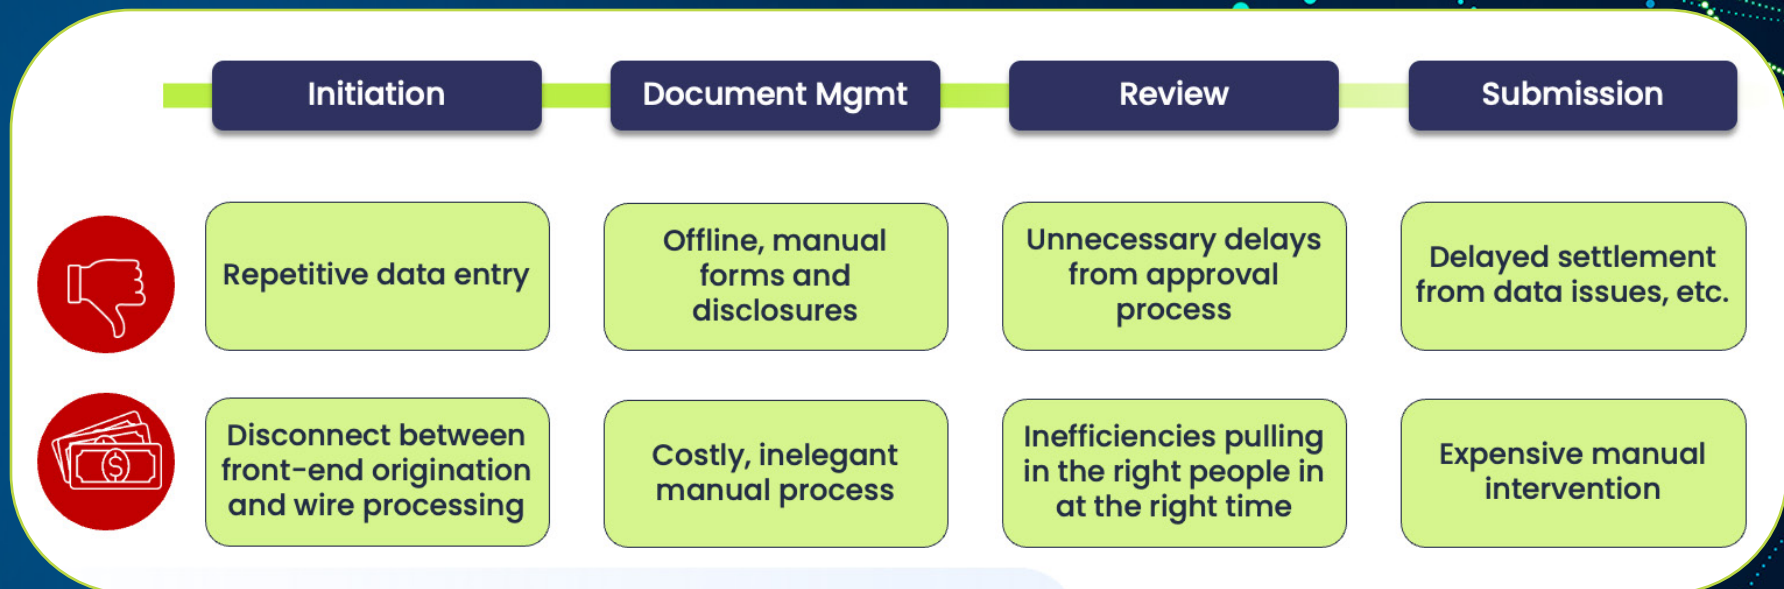 Initiation
Document Mgmt
Review
Submission
Repetitive data entry
Offline, manual
forms and
disclosures
Unnecessary delays
from approval
process
Delayed settlement
from data issues, etc.
Disconnect between
front-end origination
and wire processing
Costly, inelegant
manual process
Inefficiencies pulling
in the right people in
at the right time
Expensive manual
intervention
$